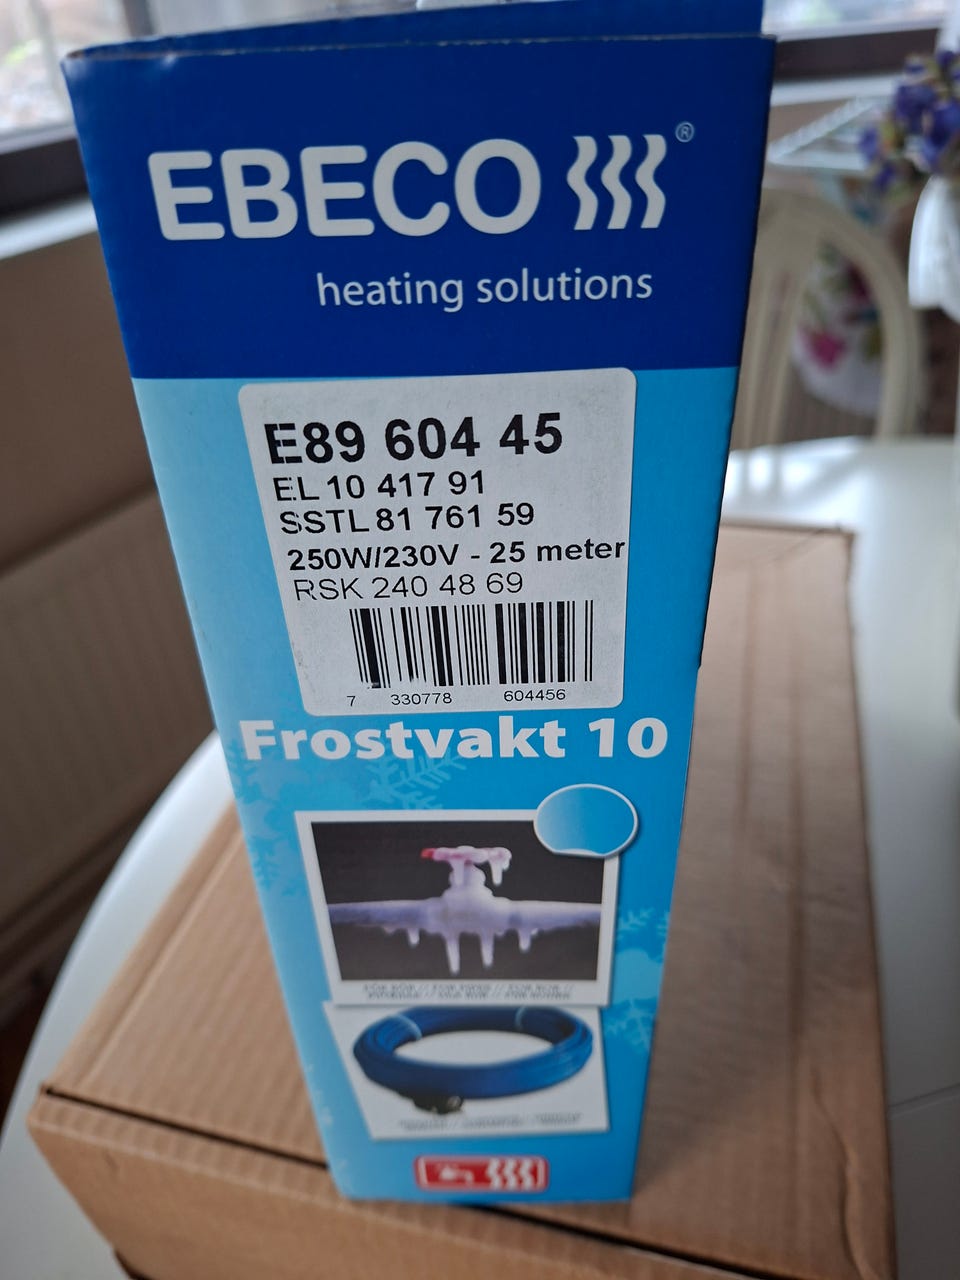 EBECO ®
heating solutions
E89 604 45
EL 10 417 91
SSTL 81 761 59
250W/230V - 25 meter
RSK 240 48 69
7 330778 604456
Frostvakt 10